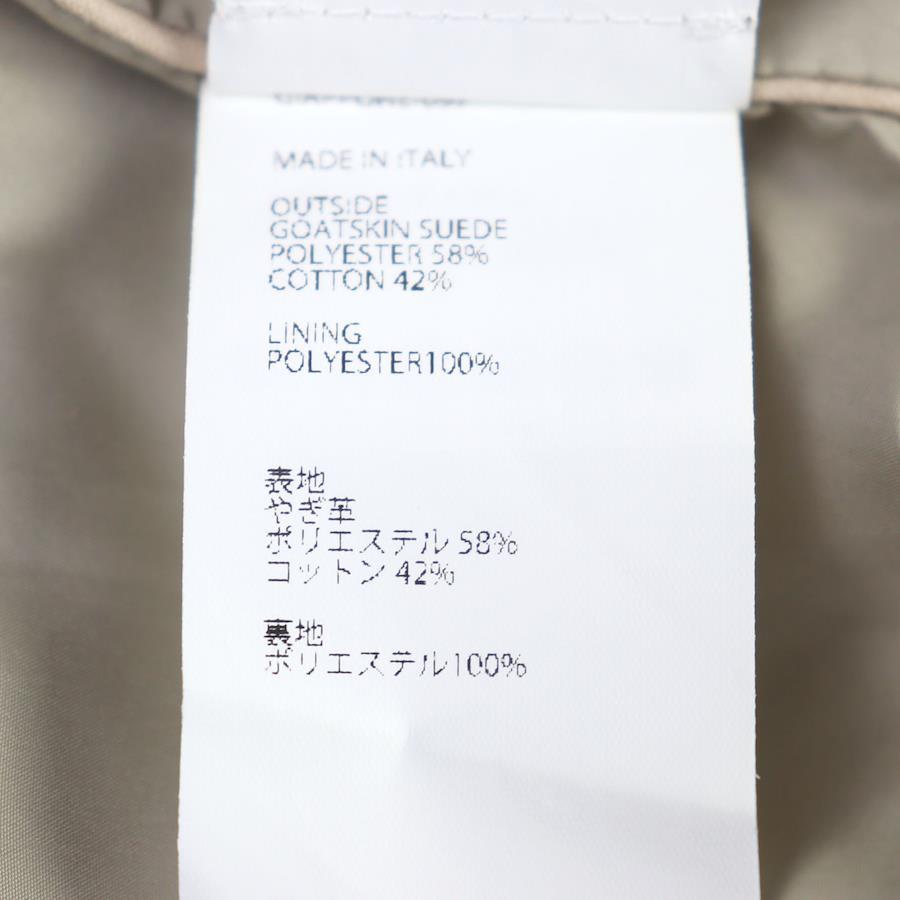 MADE IN ITALY
OUTSIDE
GOATSKIN SUEDE
POLYESTER 58%
COTTON 42%
LINING
POLYESTER100%
表地
やぎ革
ポリエステル 58%
コットン 42%
裏地
ポリエステル100%